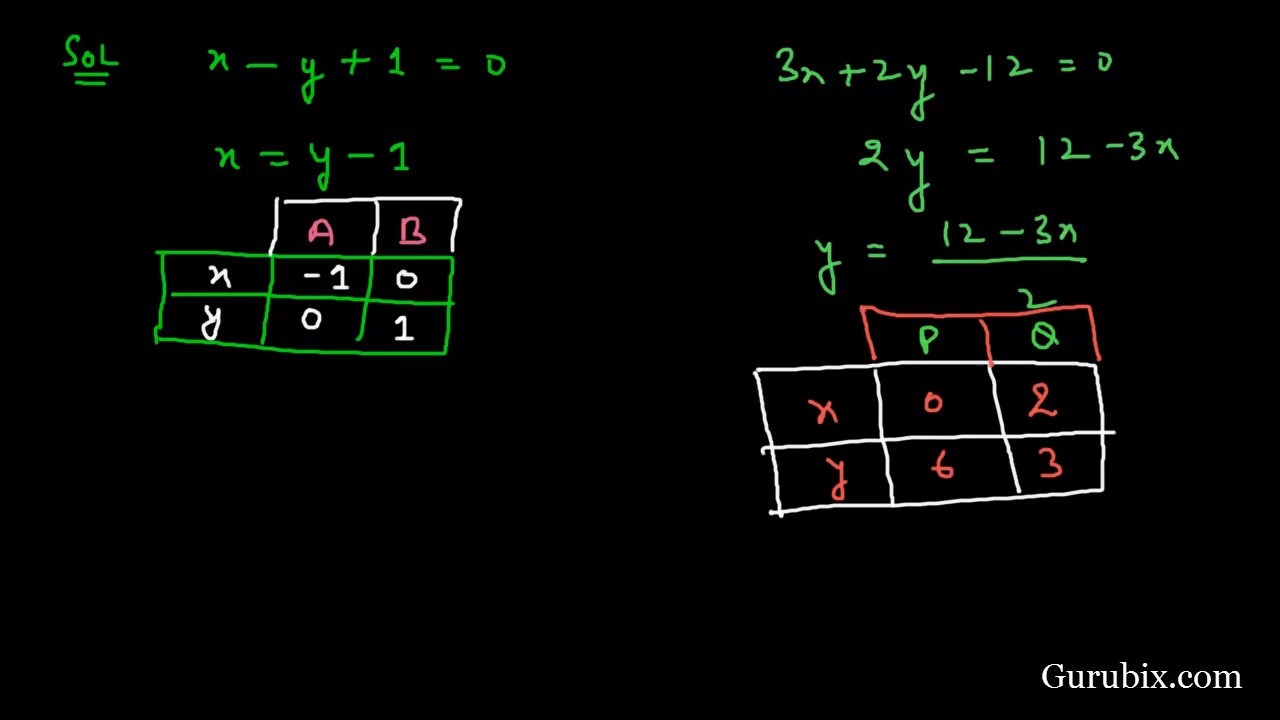 SOL x - y + 1 = 0
x = y - 1
A B
x -1 0
y 0 1
3x + 2y - 12 = 0
2y = 12 - 3x
y = 12 - 3x
2
P Q
x 0 2
y 6 3
Gurubix.com